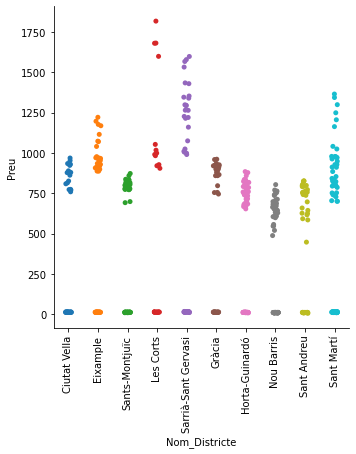 1750
1500
1250
1000
750
500
250
0
Preu
Ciutat Vella
Eixample
Sants-Montjuïc
Les Corts
Sarrià-Sant Gervasi
Gràcia
Horta-Guinardó
Nou Barris
Sant Andreu
Sant Martí
Nom_Districte